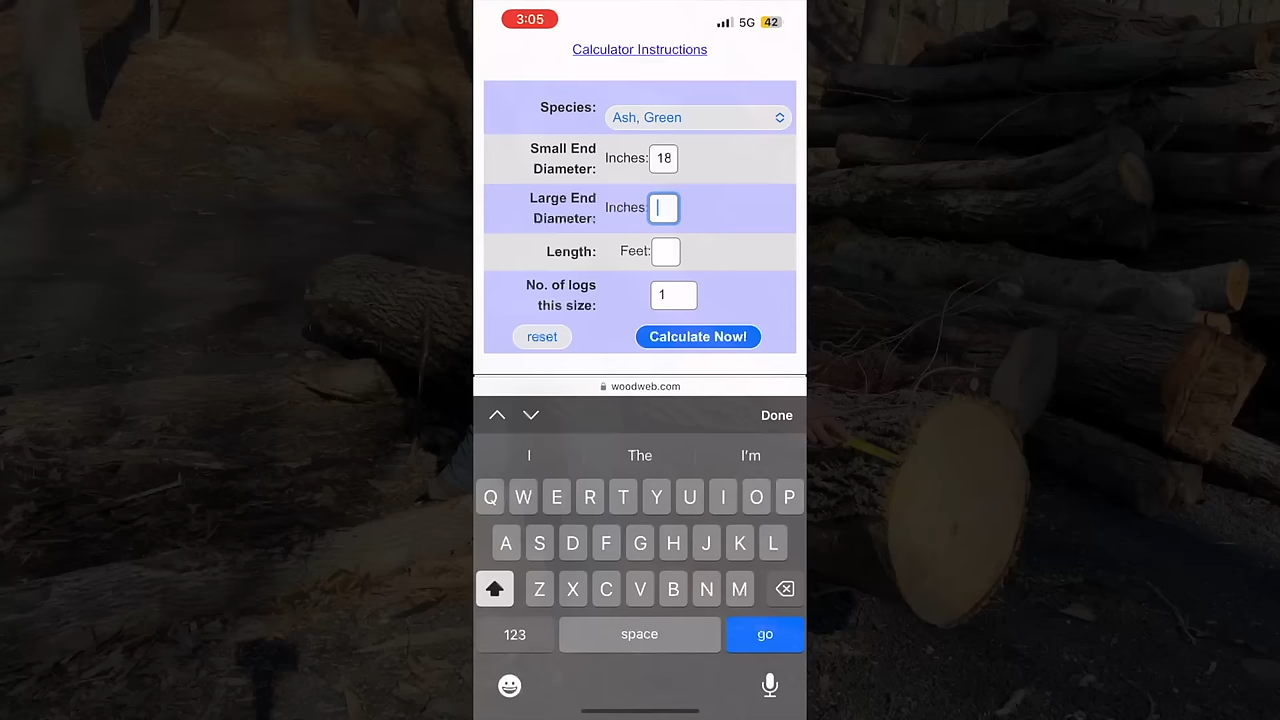 3:05 5G 42
Calculator Instructions
Species: Ash, Green
Small End
Diameter: Inches: 18
Large End
Diameter: Inches:
Length: Feet:
No. of logs
this size: 1
reset Calculate Now!
woodweb.com
Done
I The I'm
Q W E R T Y U I O P
A S D F G H J K L
Z X C V B N M
123 space go